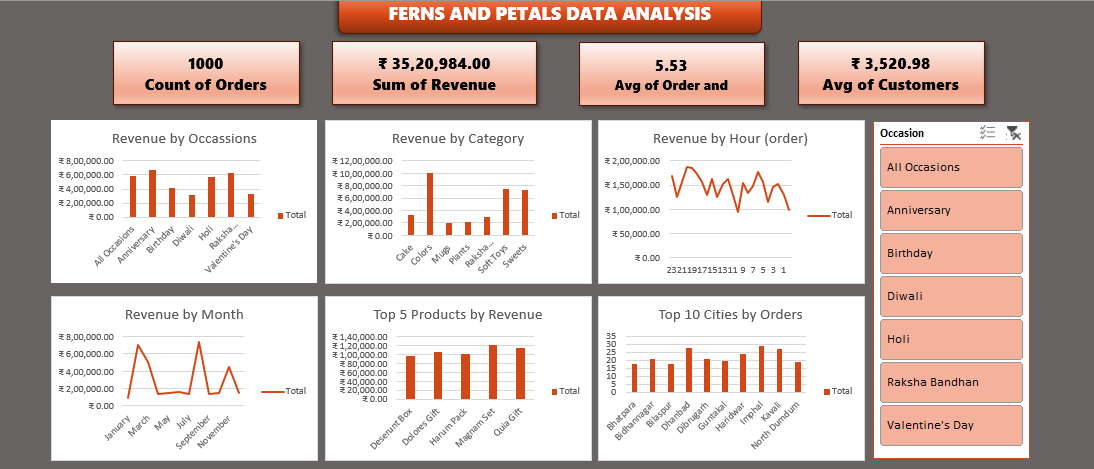 FERNS AND PETALS DATA ANALYSIS
1000
Count of Orders
₹ 35,20,984.00
Sum of Revenue
5.53
Avg of Order and
₹ 3,520.98
Avg of Customers
Revenue by Occassions
₹ 8,00,000.00
₹ 6,00,000.00
₹ 4,00,000.00
₹ 2,00,000.00
₹ 0.00
All Occasions
Anniversary
Birthday
Diwali
Holi
Raksha...
Valentine's Day
Total
Revenue by Category
₹ 12,00,000.00
₹ 10,00,000.00
₹ 8,00,000.00
₹ 6,00,000.00
₹ 4,00,000.00
₹ 2,00,000.00
₹ 0.00
Cake
Colors
Mugs
Plants
Raksha...
Soft Toys
Sweets
Total
Revenue by Hour (order)
₹ 2,00,000.00
₹ 1,50,000.00
₹ 1,00,000.00
₹ 50,000.00
₹ 0.00
23 21 19 17 15 13 11 9 7 5 3 1
Total
Occasion
All Occasions
Anniversary
Birthday
Diwali
Holi
Raksha Bandhan
Valentine's Day
Revenue by Month
₹ 8,00,000.00
₹ 6,00,000.00
₹ 4,00,000.00
₹ 2,00,000.00
₹ 0.00
January
March
May
July
September
November
Total
Top 5 Products by Revenue
₹ 1,40,000.00
₹ 1,20,000.00
₹ 1,00,000.00
₹ 80,000.00
₹ 60,000.00
₹ 40,000.00
₹ 20,000.00
₹ 0.00
Deserunt Box
Dolores Gift
Harum Pack
Magnam Set
Quia Gift
Total
Top 10 Cities by Orders
35
30
25
20
15
10
5
0
Bhatpara
Bidhannagar
Bilaspur
Dhanbad
Dibrugarh
Guntakal
Haridwar
Imphal
Kavali
North Dumdum
Total